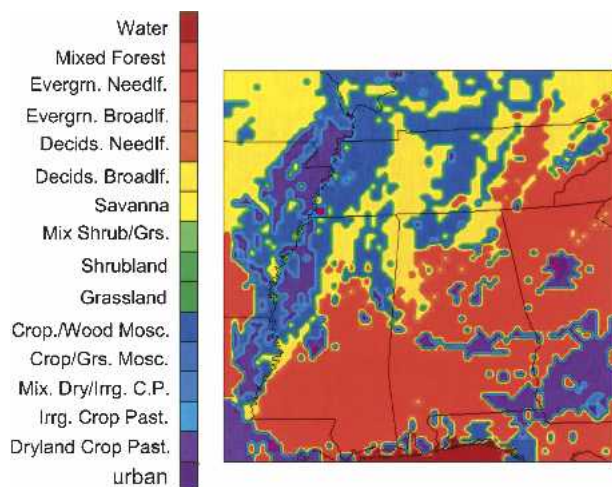 Water
Mixed Forest
Evergrn. Needlf.
Evergrn. Broadlf.
Decids. Needlf.
Decids. Broadlf.
Savanna
Mix Shrub/Grs.
Shrubland
Grassland
Crop./Wood Mosc.
Crop/Grs. Mosc.
Mix. Dry/Irrg. C.P.
Irrg. Crop Past.
Dryland Crop Past.
urban